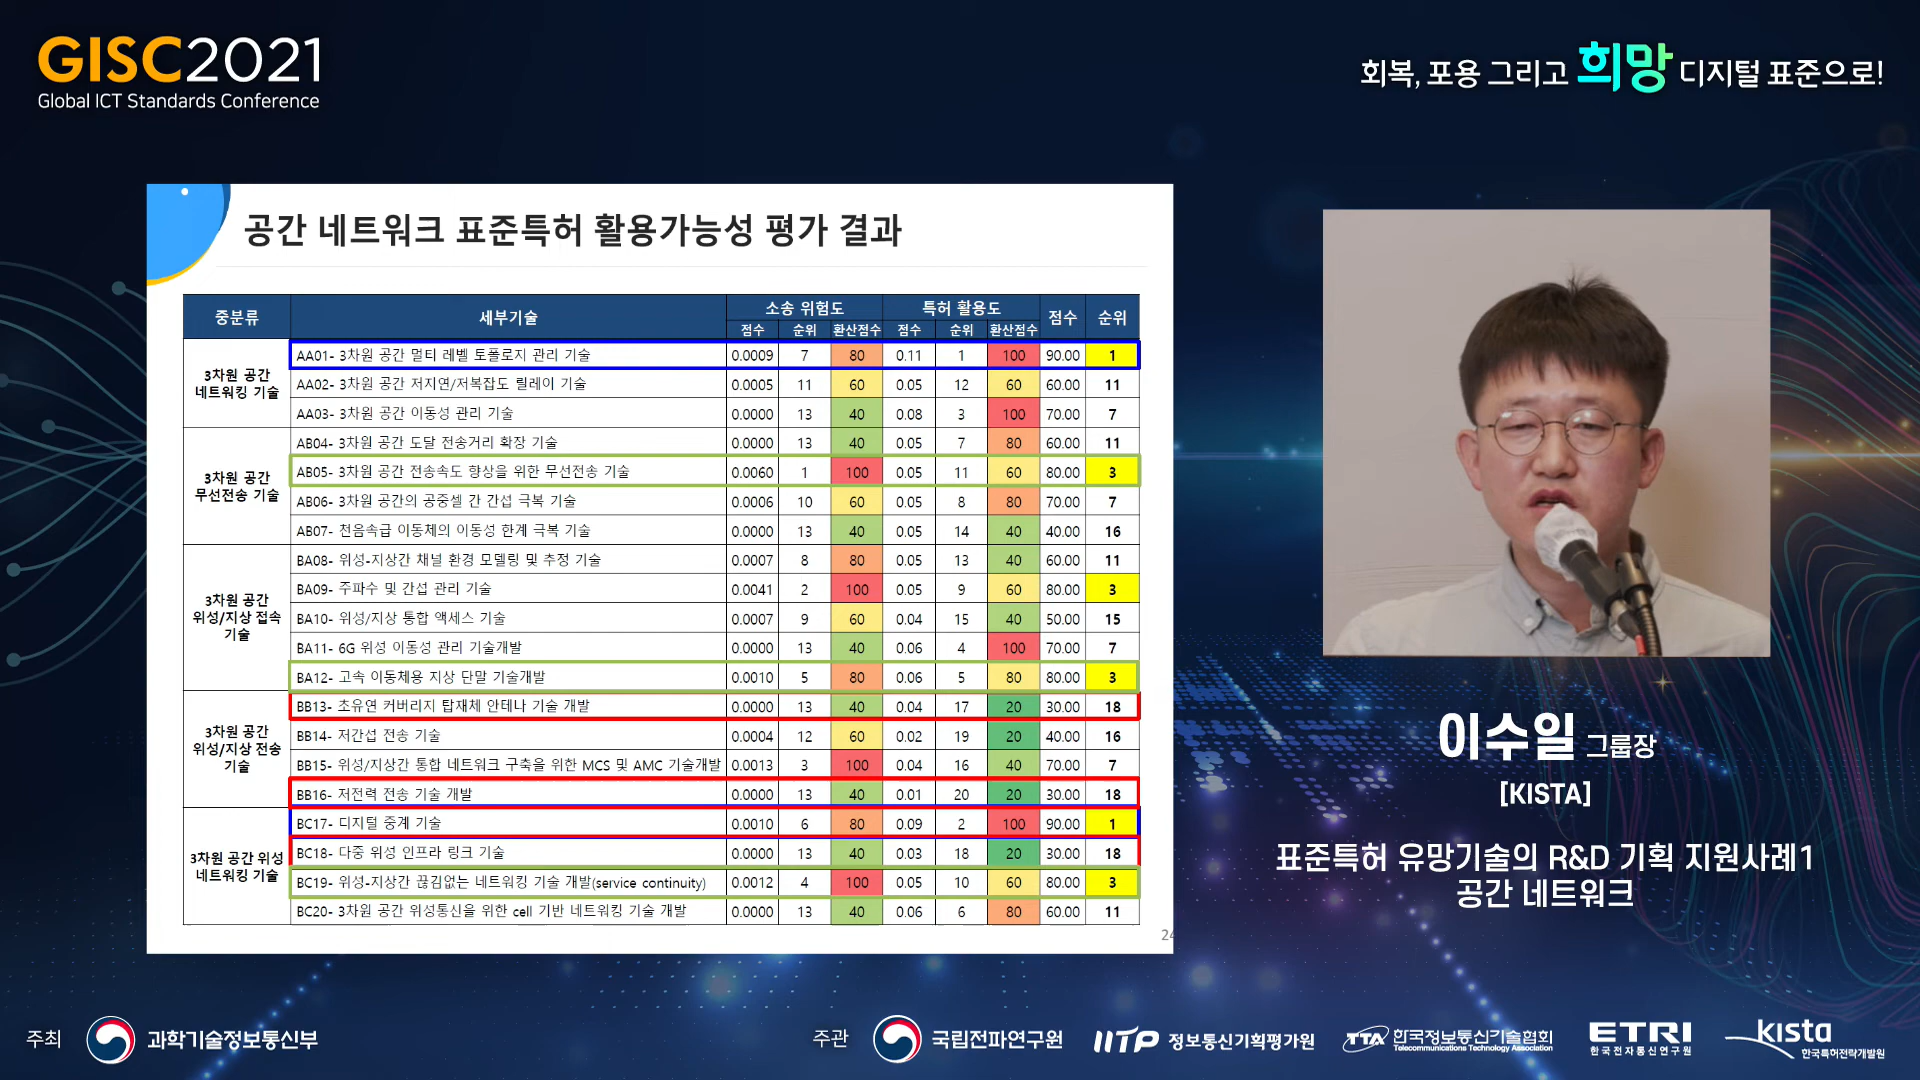 GISC2021
Global ICT Standards Conference
회복, 포용 그리고 희망 디지털 표준으로!
공간 네트워크 표준특허 활용가능성 평가 결과
중분류 세부기술 소송 위험도 특허 활용도 점수 순위
점수 순위 환산점수 점수 순위 환산점수
3차원 공간 네트워킹 기술
AA01- 3차원 공간 멀티 레벨 토폴로지 관리 기술 0.0009 7 80 0.11 1 100 90.00 1
AA02- 3차원 공간 저지연/저복잡도 릴레이 기술 0.0005 11 60 0.05 12 60 60.00 11
AA03- 3차원 공간 이동성 관리 기술 0.0000 13 40 0.08 3 100 70.00 7
3차원 공간 무선전송 기술
AB04- 3차원 공간 도달 전송거리 확장 기술 0.0000 13 40 0.05 7 80 60.00 11
AB05- 3차원 공간 전송속도 향상을 위한 무선전송 기술 0.0060 1 100 0.05 11 60 80.00 3
AB06- 3차원 공간의 공중셀 간 간섭 극복 기술 0.0006 10 60 0.05 8 80 70.00 7
AB07- 천음속급 이동체의 이동성 한계 극복 기술 0.0000 13 40 0.05 14 40 40.00 16
3차원 공간 위성/지상 접속 기술
BA08- 위성-지상간 채널 환경 모델링 및 추정 기술 0.0007 8 80 0.05 13 40 60.00 11
BA09- 주파수 및 간섭 관리 기술 0.0041 2 100 0.05 9 60 80.00 3
BA10- 위성/지상 통합 액세스 기술 0.0007 9 60 0.04 15 40 50.00 15
BA11- 6G 위성 이동성 관리 기술개발 0.0000 13 40 0.06 4 100 70.00 7
BA12- 고속 이동체용 지상 단말 기술개발 0.0010 5 80 0.06 5 80 80.00 3
3차원 공간 위성/지상 전송 기술
BB13- 초유연 커버리지 탑재체 안테나 기술 개발 0.0000 13 40 0.04 17 20 30.00 18
BB14- 저간섭 전송 기술 0.0004 12 60 0.02 19 20 40.00 16
BB15- 위성/지상간 통합 네트워크 구축을 위한 MCS 및 AMC 기술개발 0.0013 3 100 0.04 16 40 70.00 7
BB16- 저전력 전송 기술 개발 0.0000 13 40 0.01 20 20 30.00 18
3차원 공간 위성 네트워킹 기술
BC17- 디지털 중계 기술 0.0010 6 80 0.09 2 100 90.00 1
BC18- 다중 위성 인프라 링크 기술 0.0000 13 40 0.03 18 20 30.00 18
BC19- 위성-지상간 끊김없는 네트워킹 기술 개발(service continuity) 0.0012 4 100 0.05 10 60 80.00 3
BC20- 3차원 공간 위성통신을 위한 cell 기반 네트워킹 기술 개발 0.0000 13 40 0.06 6 80 60.00 11
24
이수일 그룹장
[KISTA]
표준특허 유망기술의 R&D 기획 지원사례1
공간 네트워크
주최 과학기술정보통신부 주관 국립전파연구원 IITP 정보통신기획평가원 TTA 한국정보통신기술협회 Telecommunications Technology Association ETRI 한국전자통신연구원 kista 한국특허전략개발원